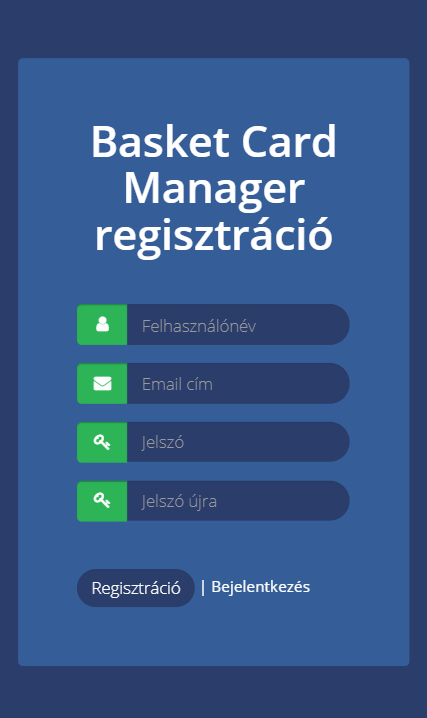 Basket Card
Manager
regisztráció
Felhasználónév
Email cím
Jelszó
Jelszó újra
Regisztráció | Bejelentkezés